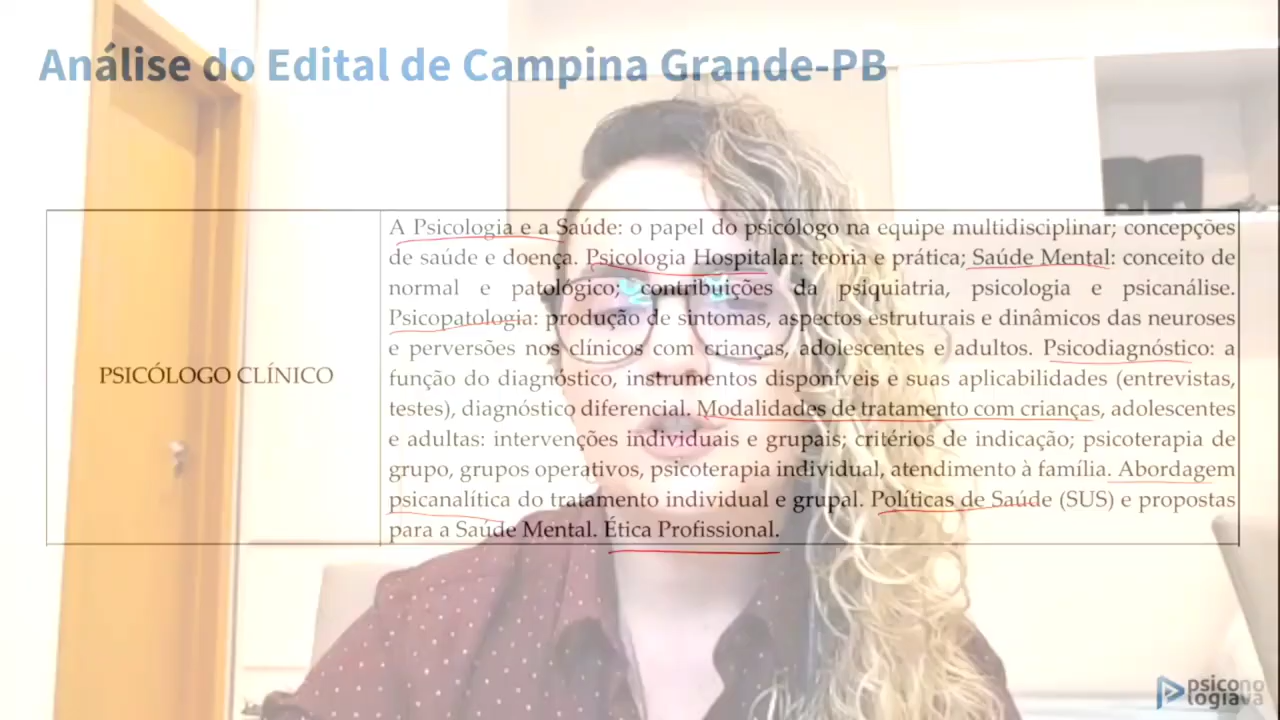 Análise do Edital de Campina Grande-PB
A Psicologia e a Saúde: o papel do psicólogo na equipe multidisciplinar; concepções
de saúde e doença. Psicologia Hospitalar: teoria e prática; Saúde Mental: conceito de
normal e patológico; contribuições da psiquiatria, psicologia e psicanálise.
Psicopatologia: produção de sintomas, aspectos estruturais e dinâmicos das neuroses
e perversões nos clínicos com crianças, adolescentes e adultos. Psicodiagnóstico: a
PSICÓLOGO CLÍNICO
função do diagnóstico, instrumentos disponíveis e suas aplicabilidades (entrevistas,
testes), diagnóstico diferencial. Modalidades de tratamento com crianças, adolescentes
e adultas: intervenções individuais e grupais; critérios de indicação; psicoterapia de
grupo, grupos operativos, psicoterapia individual, atendimento à família. Abordagem
psicanalítica do tratamento individual e grupal. Políticas de Saúde (SUS) e propostas
para a Saúde Mental. Ética Profissional.
psicono
logiava